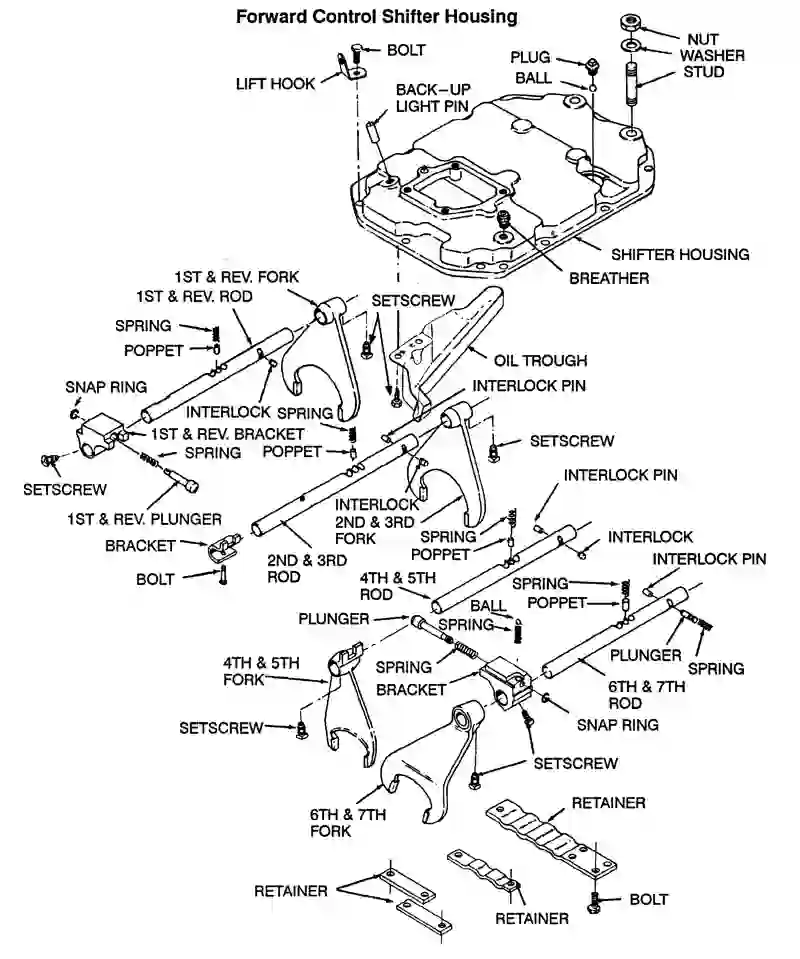 Forward Control Shifter Housing
BOLT
LIFT HOOK
BACK-UP
LIGHT PIN
PLUG
BALL
NUT
WASHER
STUD
SHIFTER HOUSING
BREATHER
1ST & REV. FORK
1ST & REV. ROD
SETSCREW
SPRING
POPPET
OIL TROUGH
SNAP RING
INTERLOCK
SPRING
INTERLOCK PIN
1ST & REV. BRACKET
SPRING
POPPET
SETSCREW
SETSCREW
1ST & REV. PLUNGER
INTERLOCK
2ND & 3RD
FORK
INTERLOCK PIN
SPRING
POPPET
INTERLOCK
BRACKET
BOLT
2ND & 3RD
ROD
4TH & 5TH
ROD
INTERLOCK PIN
SPRING
POPPET
PLUNGER
BALL
SPRING
PLUNGER
SPRING
4TH & 5TH
FORK
SPRING
BRACKET
6TH & 7TH
ROD
SNAP RING
SETSCREW
SETSCREW
6TH & 7TH
FORK
RETAINER
RETAINER
RETAINER
BOLT